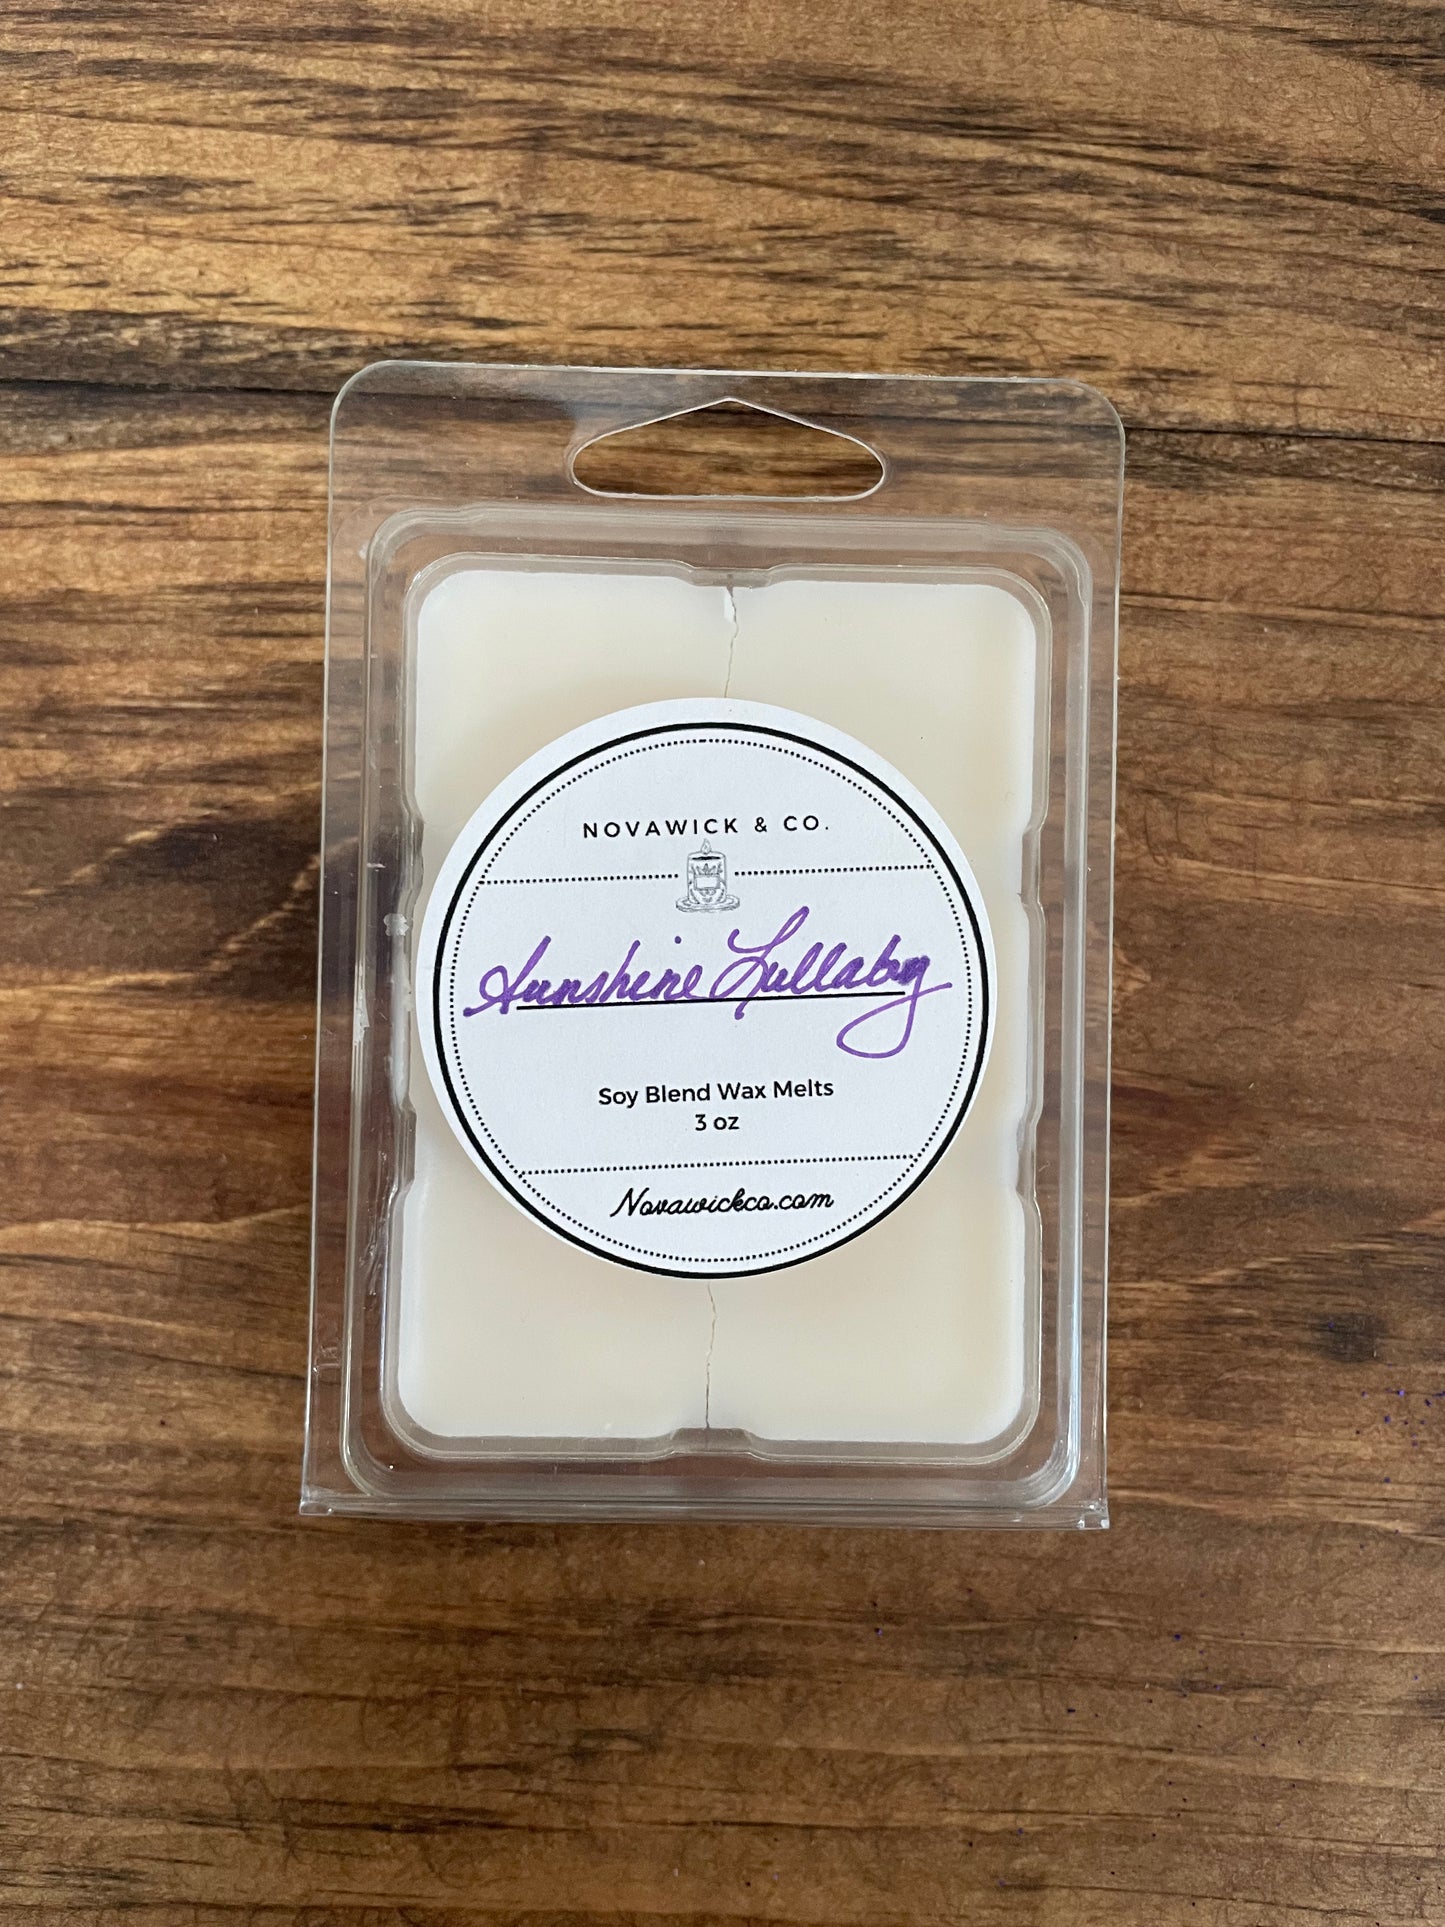 NOVAWICK & CO.
Sunshine Lullaby
Soy Blend Wax Melts
3 oz
Novawickco.com